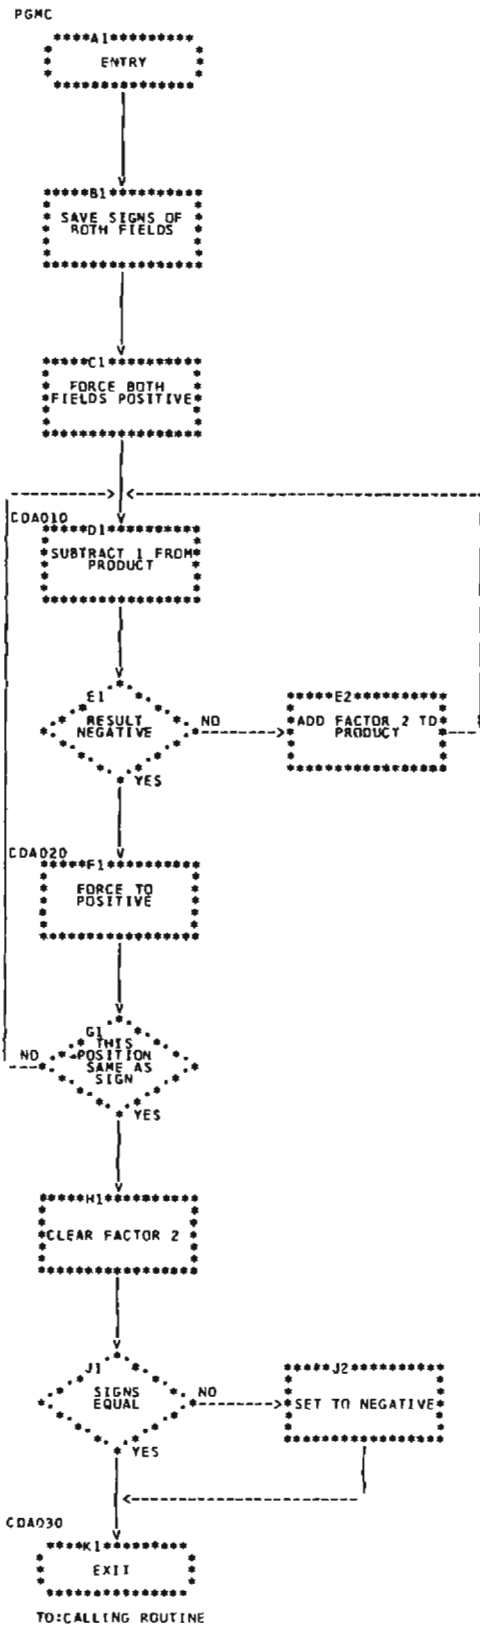 PGMC
****A1*********
ENTRY
*****B1**********
SAVE SIGNS OF
BOTH FIELDS
*****C1**********
FORCE BOTH
FIELDS POSITIVE
CDA010
*****D1**********
SUBTRACT 1 FROM
PRODUCT
E1
RESULT
NEGATIVE
NO
YES
*****E2**********
ADD FACTOR 2 TO
PRODUCT
CDA020
*****F1**********
FORCE TO
POSITIVE
G1
THIS
POSITION
SAME AS
SIGN
NO
YES
*****H1**********
CLEAR FACTOR 2
J1
SIGNS
EQUAL
NO
YES
*****J2**********
SET TO NEGATIVE
CDA030
****K1*********
EXIT
TO:CALLING ROUTINE